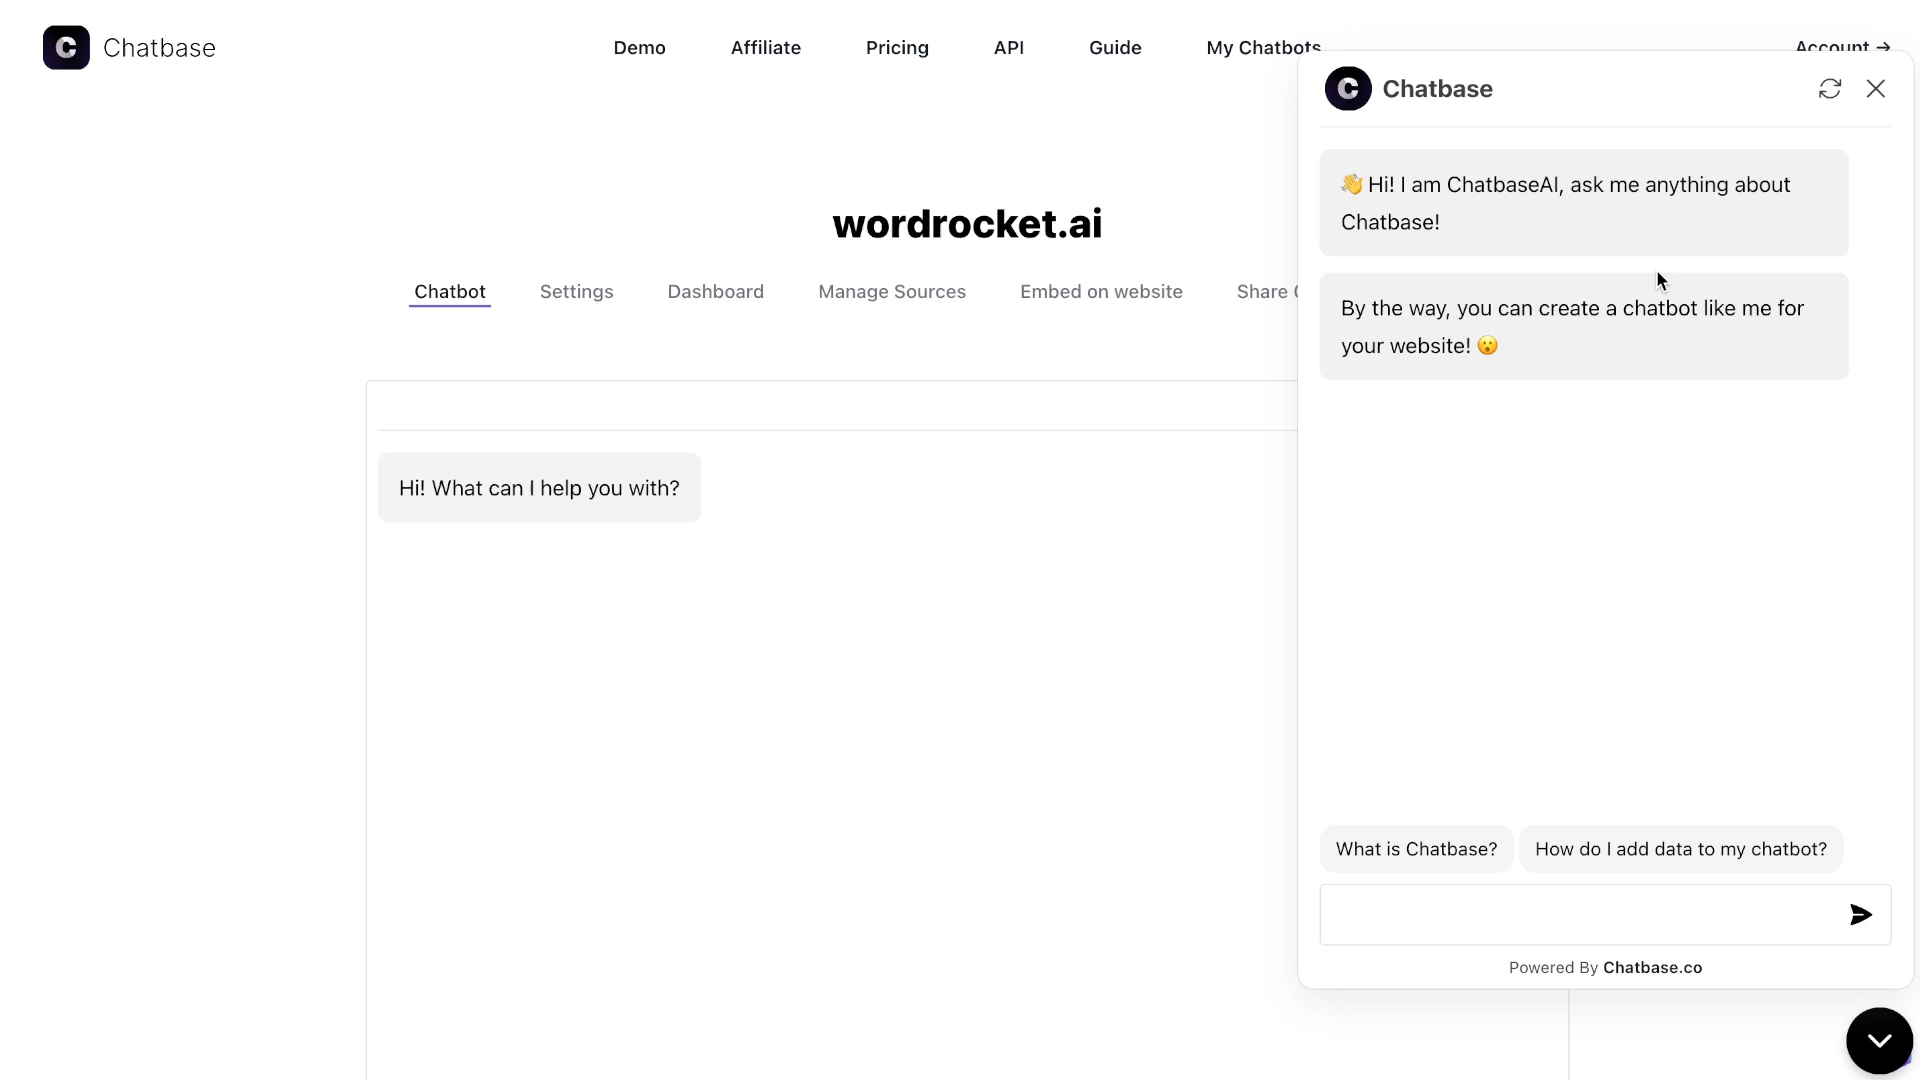 C Chatbase
Demo Affiliate Pricing API Guide My Chatbots Account →
wordrocket.ai
Chatbot Settings Dashboard Manage Sources Embed on website Share
Hi! What can I help you with?
C Chatbase
👋 Hi! I am ChatbaseAI, ask me anything about
Chatbase!
By the way, you can create a chatbot like me for
your website! 😮
What is Chatbase? How do I add data to my chatbot?
Powered By Chatbase.co